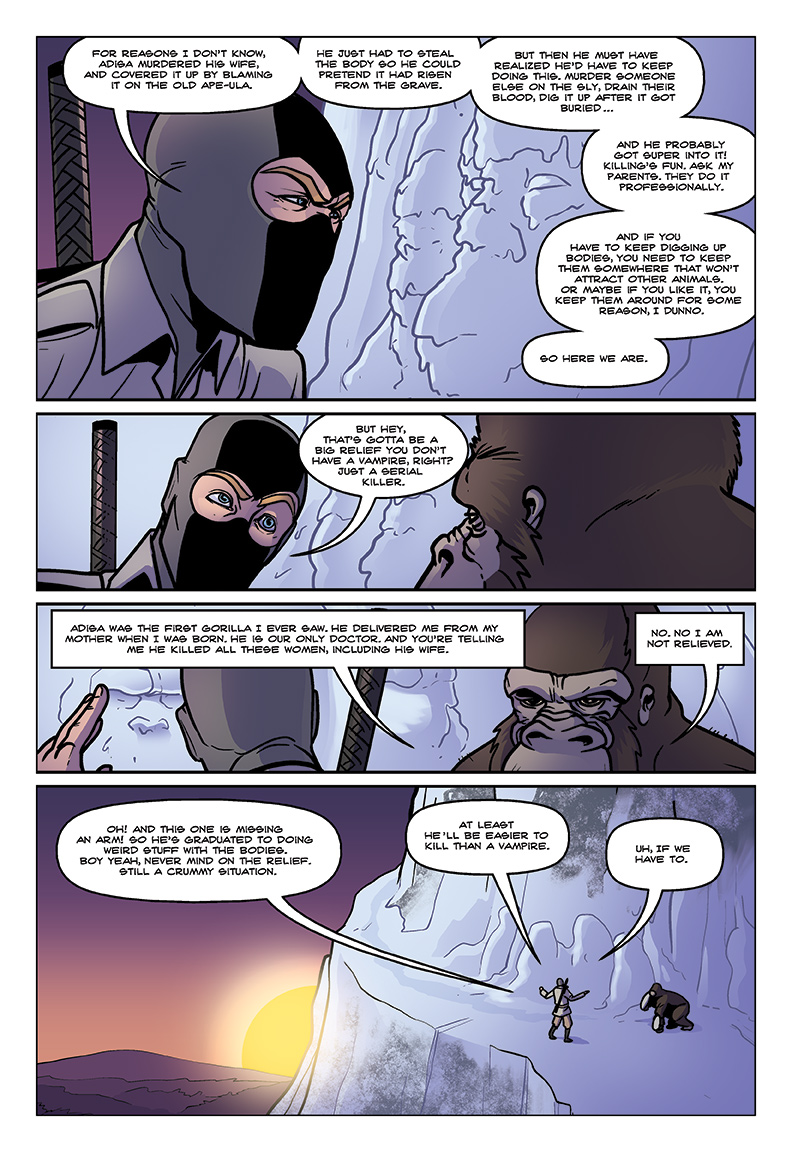 FOR REASONS I DON'T KNOW,
ADISA MURDERED HIS WIFE,
AND COVERED IT UP BY BLAMING
IT ON THE OLD APE-ULA.
HE JUST HAD TO STEAL
THE BODY SO HE COULD
PRETEND IT HAD RISEN
FROM THE GRAVE.
BUT THEN HE MUST HAVE
REALIZED HE'D HAVE TO KEEP
DOING THIS. MURDER SOMEONE
ELSE ON THE SLY, DRAIN THEIR
BLOOD, DIG IT UP AFTER IT GOT
BURIED...
AND HE PROBABLY
GOT SUPER INTO IT!
KILLING'S FUN. ASK MY
PARENTS. THEY DO IT
PROFESSIONALLY.
AND IF YOU
HAVE TO KEEP DIGGING UP
BODIES, YOU NEED TO KEEP
THEM SOMEWHERE THAT WON'T
ATTRACT OTHER ANIMALS.
OR MAYBE IF YOU LIKE IT, YOU
KEEP THEM AROUND FOR SOME
REASON, I DUNNO.
SO HERE WE ARE.
BUT HEY,
THAT'S GOTTA BE A
BIG RELIEF YOU DON'T
HAVE A VAMPIRE, RIGHT?
JUST A SERIAL
KILLER.
ADISA WAS THE FIRST GORILLA I EVER SAW. HE DELIVERED ME FROM MY
MOTHER WHEN I WAS BORN. HE IS OUR ONLY DOCTOR. AND YOU'RE TELLING
ME HE KILLED ALL THESE WOMEN, INCLUDING HIS WIFE.
NO. NO I AM
NOT RELIEVED.
OH! AND THIS ONE IS MISSING
AN ARM! SO HE'S GRADUATED TO DOING
WEIRD STUFF WITH THE BODIES.
BOY YEAH, NEVER MIND ON THE RELIEF.
STILL A CRUMMY SITUATION.
AT LEAST
HE'LL BE EASIER TO
KILL THAN A VAMPIRE.
UH, IF WE
HAVE TO.